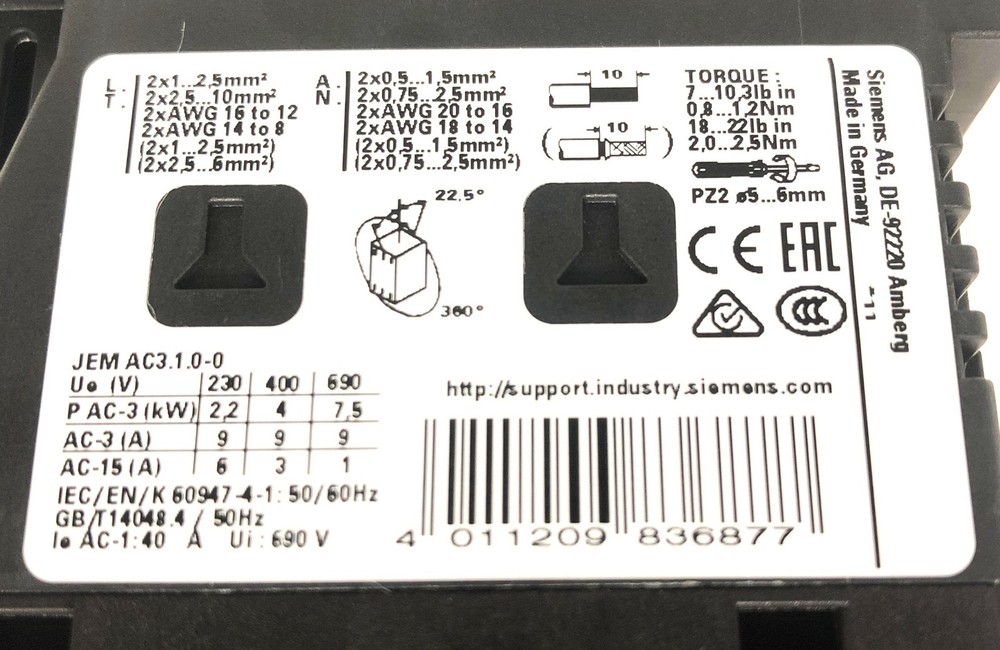 L
T :
2x1...2,5mm²
2x2,5...10mm²
2xAWG 16 to 12
2xAWG 14 to 8
(2x1...2,5mm²)
(2x2,5...6mm²)
A
N :
2x0,5...1,5mm²
2x0,75...2,5mm²
2xAWG 20 to 16
2xAWG 18 to 14
(2x0,5...1,5mm²)
(2x0,75...2,5mm²)
10
10
TORQUE :
7...10,3lb in
0,8...1,2Nm
18...22lb in
2,0...2,5Nm
PZ2 ø5...6mm
Siemens AG, DE-92220 Amberg
Made in Germany
22,5°
360°
CE EAC
CCC
JEM AC3.1.0-0
Ue (V) 230 400 690
P AC-3 (kW) 2,2 4 7,5
AC-3 (A) 9 9 9
AC-15 (A) 6 3 1
IEC/EN/K 60947-4-1: 50/60Hz
GB/T14048.4 / 50Hz
Ie AC-1:40 A Ui : 690 V
http://support.industry.siemens.com
4 011209 836877